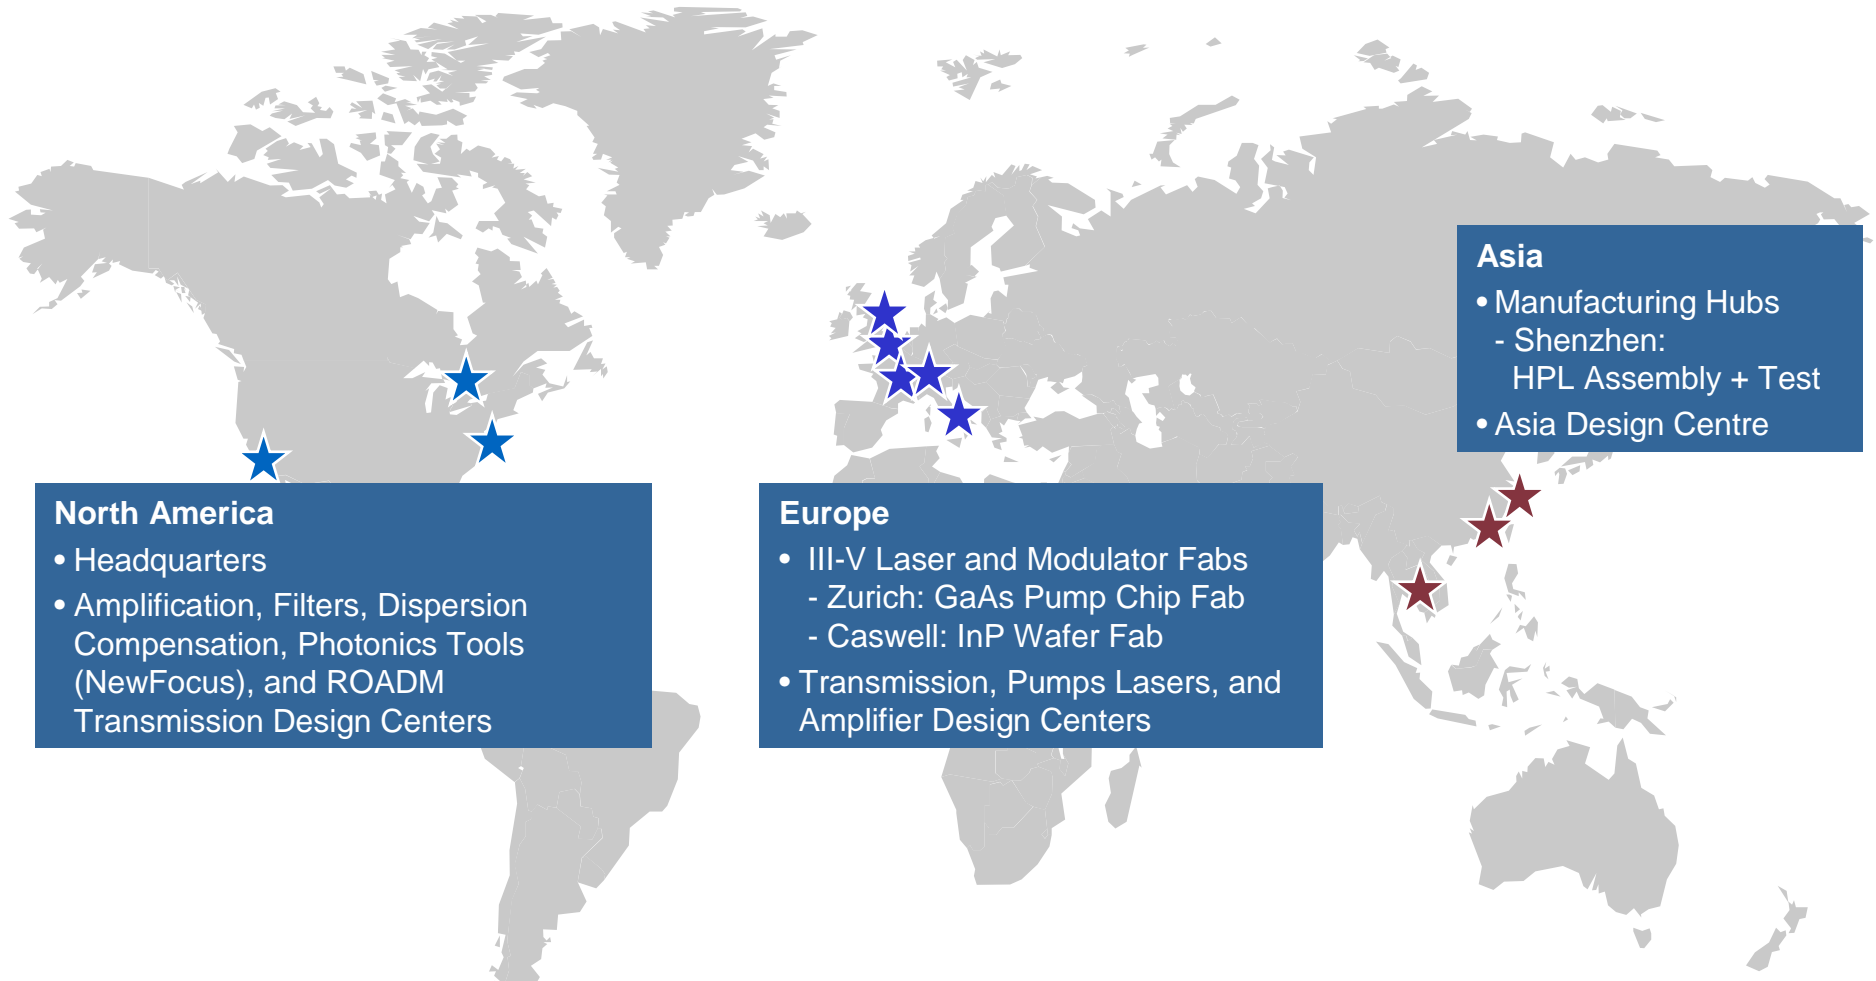 North America
• Headquarters
• Amplification, Filters, Dispersion
Compensation, Photonics Tools
(NewFocus), and ROADM
Transmission Design Centers
Europe
• III-V Laser and Modulator Fabs
- Zurich: GaAs Pump Chip Fab
- Caswell: InP Wafer Fab
• Transmission, Pumps Lasers, and
Amplifier Design Centers
Asia
• Manufacturing Hubs
- Shenzhen:
HPL Assembly + Test
• Asia Design Centre